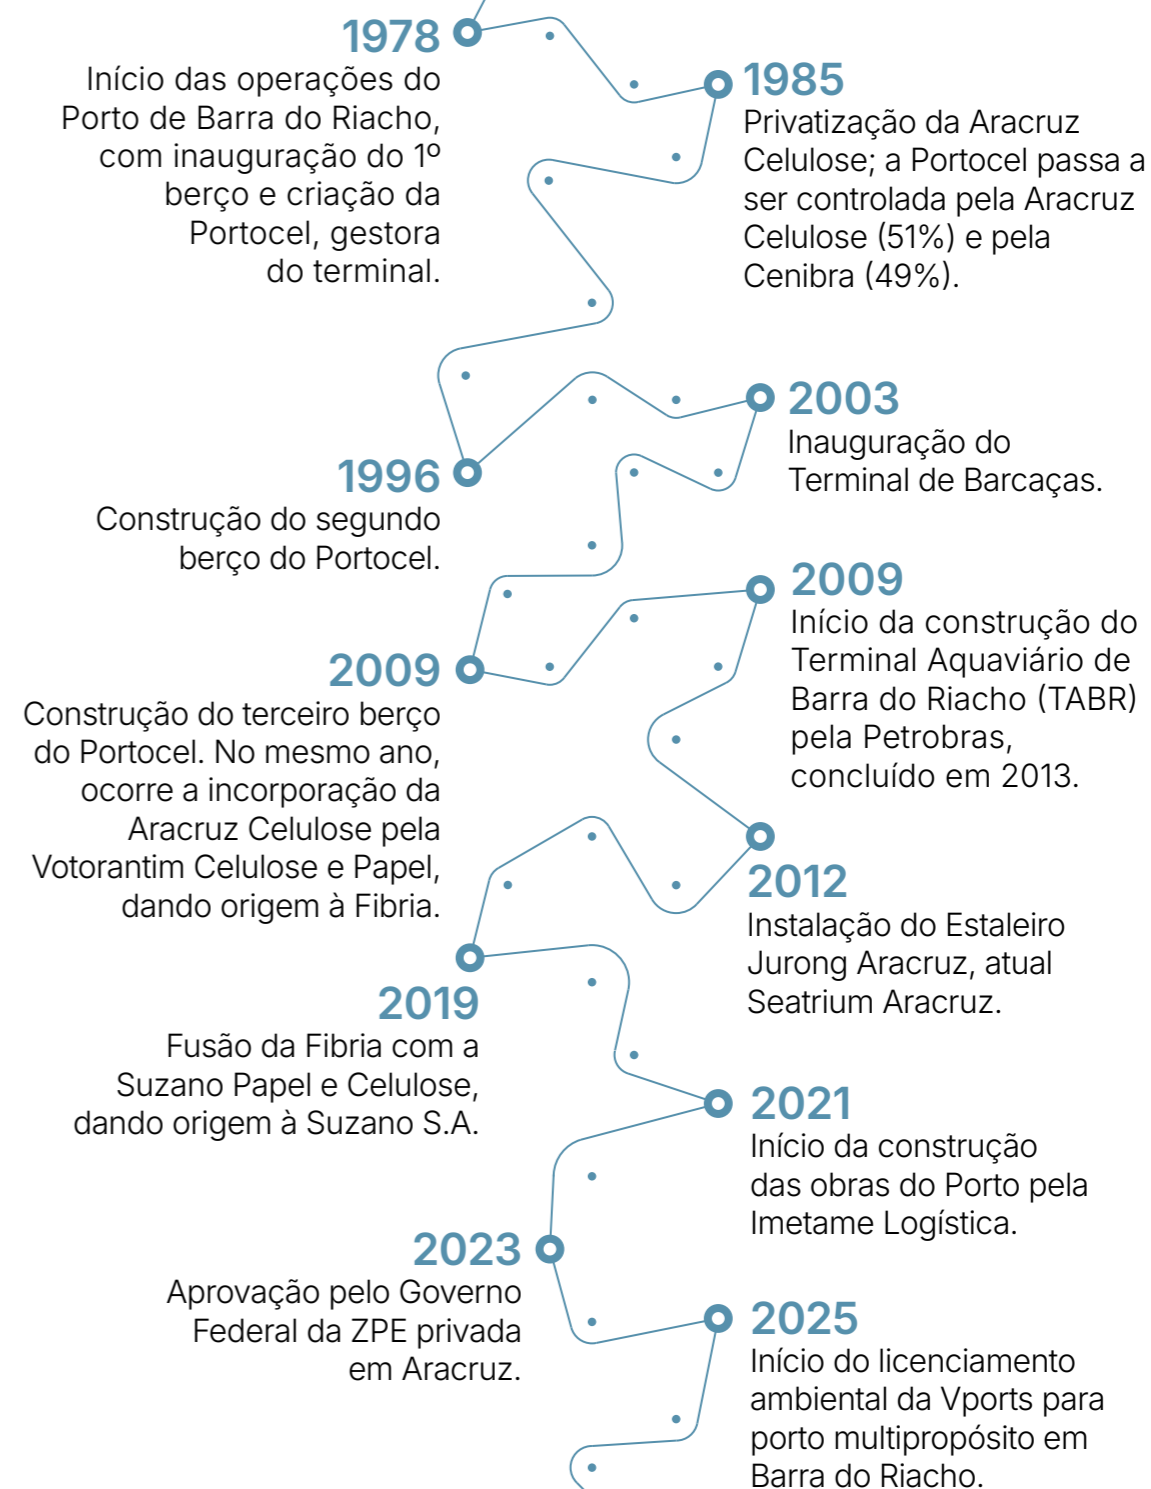 1978
Início das operações do
Porto de Barra do Riacho,
com inauguração do 1º
berço e criação da
Portocel, gestora
do terminal.
1985
Privatização da Aracruz
Celulose; a Portocel passa a
ser controlada pela Aracruz
Celulose (51%) e pela
Cenibra (49%).
1996
Construção do segundo
berço do Portocel.
2003
Inauguração do
Terminal de Barcaças.
2009
Construção do terceiro berço
do Portocel. No mesmo ano,
ocorre a incorporação da
Aracruz Celulose pela
Votorantim Celulose e Papel,
dando origem à Fibria.
2009
Início da construção do
Terminal Aquaviário de
Barra do Riacho (TABR)
pela Petrobras,
concluído em 2013.
2012
Instalação do Estaleiro
Jurong Aracruz, atual
Seatrium Aracruz.
2019
Fusão da Fibria com a
Suzano Papel e Celulose,
dando origem à Suzano S.A.
2021
Início da construção
das obras do Porto pela
Imetame Logística.
2023
Aprovação pelo Governo
Federal da ZPE privada
em Aracruz.
2025
Início do licenciamento
ambiental da Vports para
porto multipropósito em
Barra do Riacho.